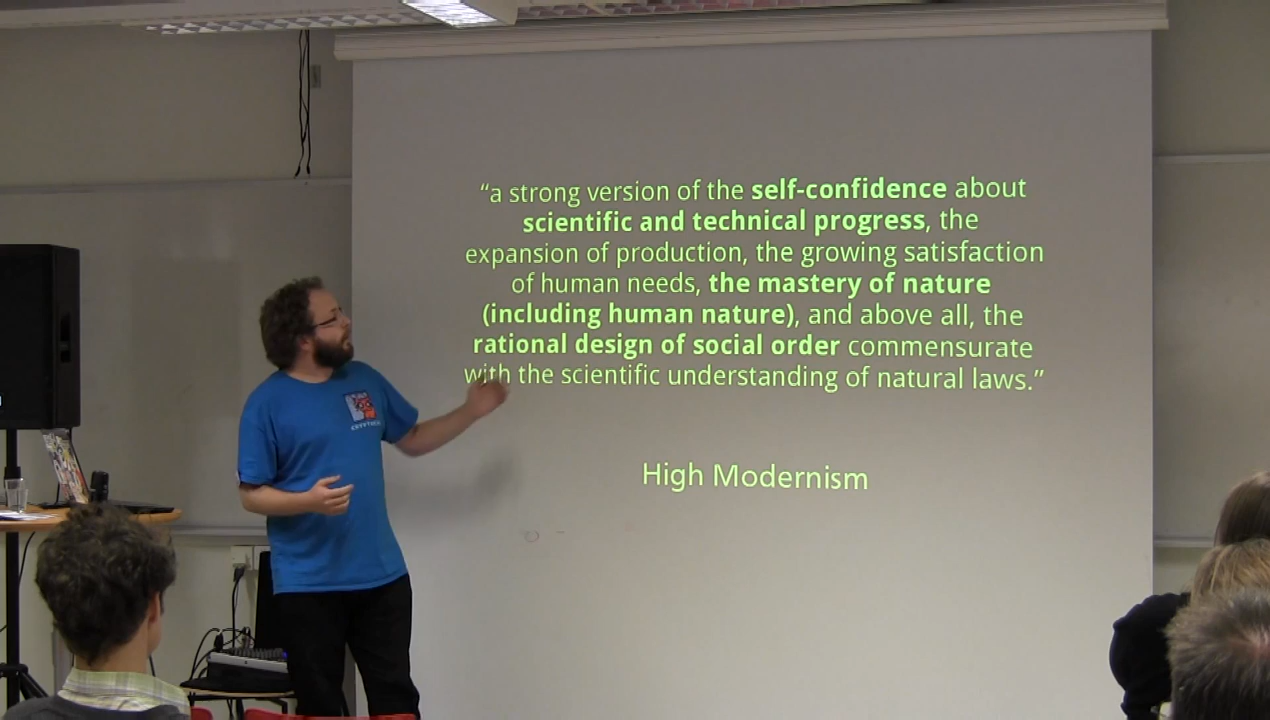 “a strong version of the self-confidence about
scientific and technical progress, the
expansion of production, the growing satisfaction
of human needs, the mastery of nature
(including human nature), and above all, the
rational design of social order commensurate
with the scientific understanding of natural laws.”
High Modernism